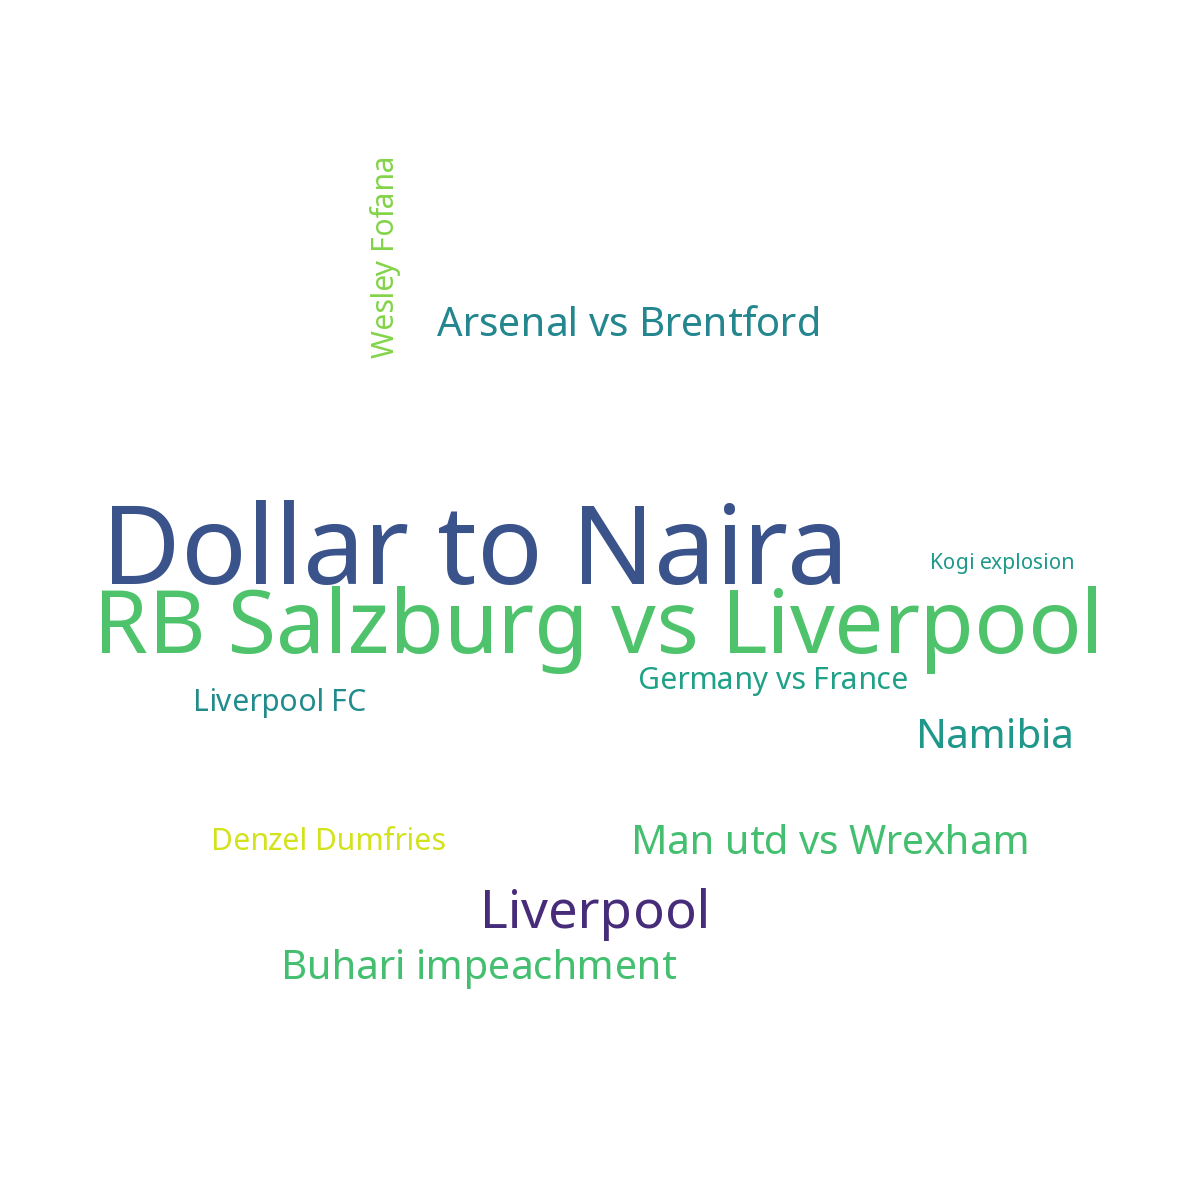 Wesley Fofana
Arsenal vs Brentford
Dollar to Naira
Kogi explosion
RB Salzburg vs Liverpool
Germany vs France
Liverpool FC
Namibia
Denzel Dumfries
Man utd vs Wrexham
Liverpool
Buhari impeachment